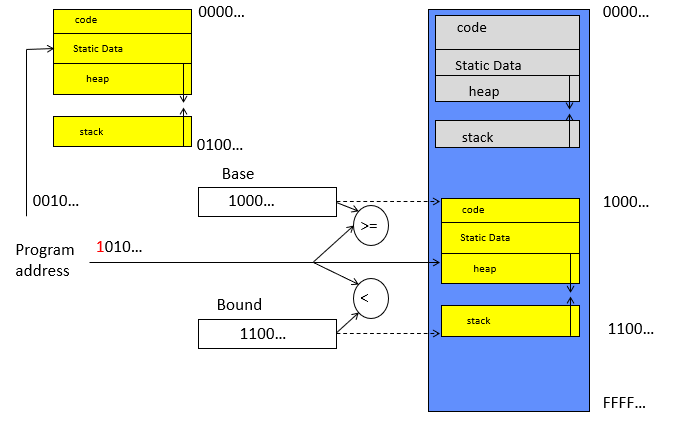 code
Static Data
heap
stack
0000...
0100...
0010...
Program
address
1010...
Base
1000...
>=
Bound
1100...
<
code
Static Data
heap
stack
code
Static Data
heap
stack
0000...
1000...
1100...
FFFF...